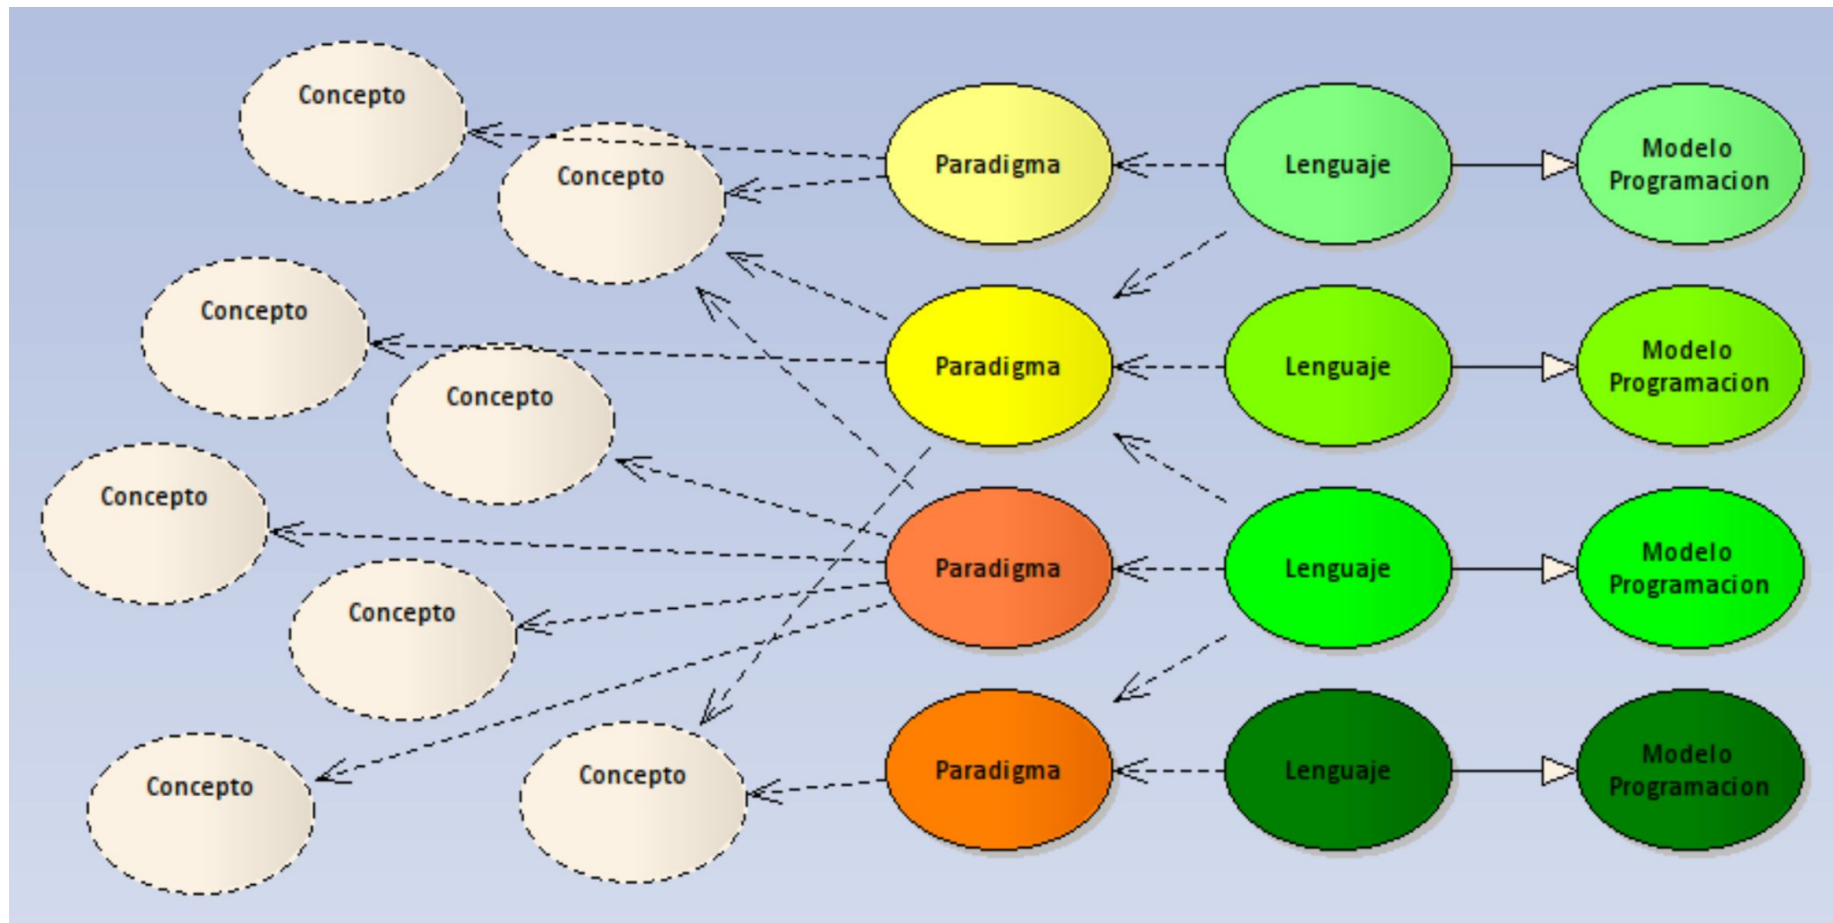 Concepto
Concepto
Paradigma
Lenguaje
Modelo
Programacion
Concepto
Concepto
Paradigma
Lenguaje
Modelo
Programacion
Concepto
Concepto
Paradigma
Lenguaje
Modelo
Programacion
Concepto
Concepto
Paradigma
Lenguaje
Modelo
Programacion